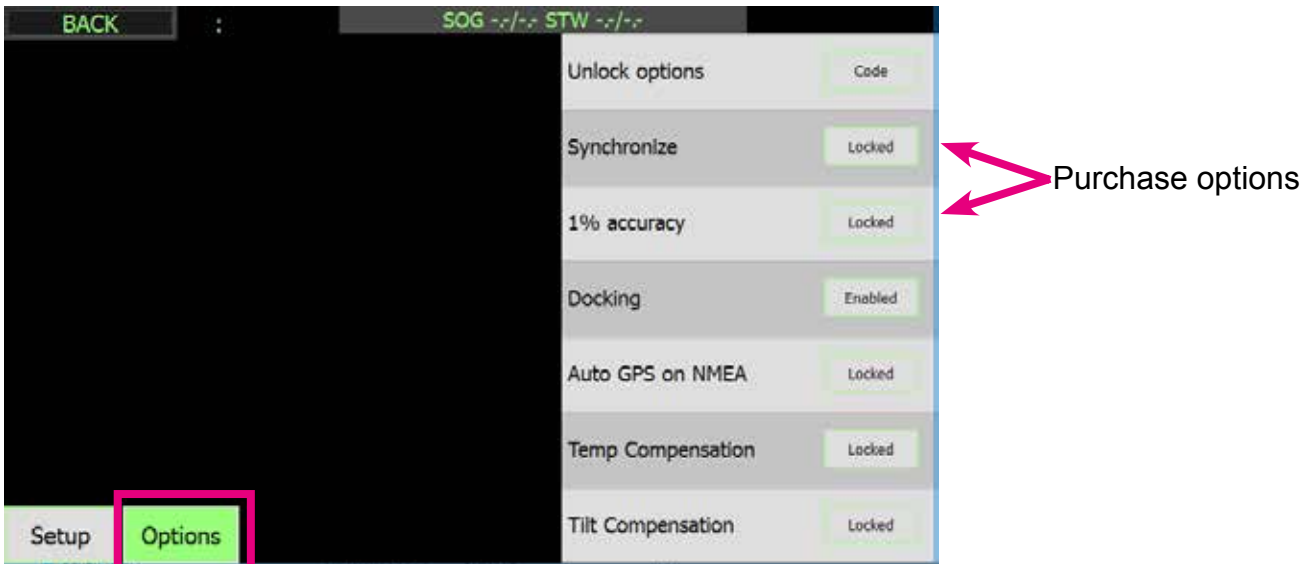 BACK : SOG -.-/-.- STW -.-/-.-
Unlock options Code
Synchronize Locked
Purchase options
1% accuracy Locked
Docking Enabled
Auto GPS on NMEA Locked
Temp Compensation Locked
Setup Options Tilt Compensation Locked